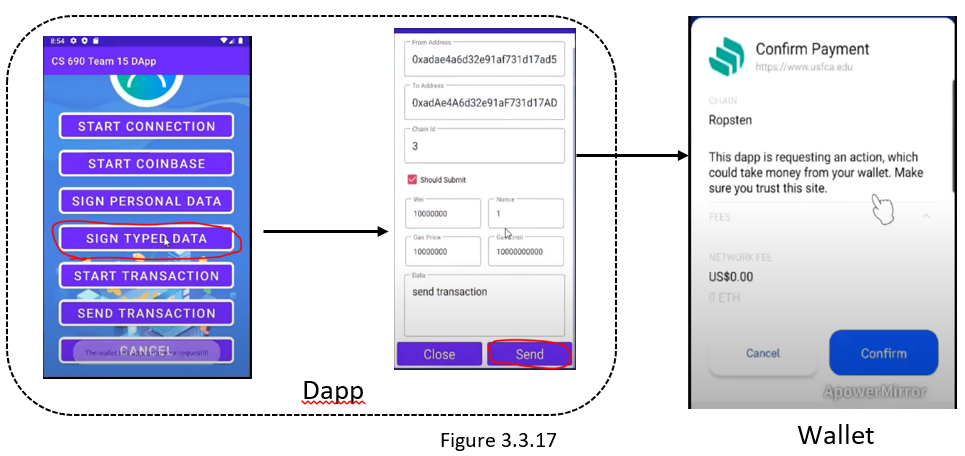 8:54
CS 690 Team 15 DApp
START CONNECTION
START COINBASE
SIGN PERSONAL DATA
SIGN TYPED DATA
START TRANSACTION
SEND TRANSACTION
CANCEL
The wallet
From Address
0xadae4a6d32e91af731d17ad5
To Address
0xadAe4A6d32e91aF731d17AD
Chain Id
3
Should Submit
Wei
10000000
Nonce
1
Gas Price
10000000
Gas Limit
10000000000
Data
send transaction
Close
Send
Dapp
Confirm Payment
https://www.usfca.edu
CHAIN
Ropsten
This dapp is requesting an action, which
could take money from your wallet. Make
sure you trust this site.
FEES
NETWORK FEE
US$0.00
0 ETH
Cancel
Confirm
ApowerMirror
Wallet
Figure 3.3.17